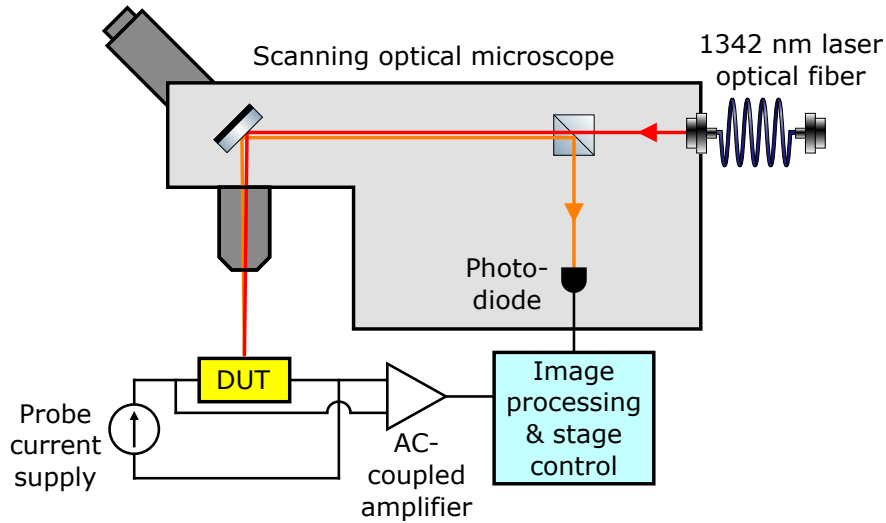 Scanning optical microscope
1342 nm laser
optical fiber
Photo-
diode
DUT
Probe
current
supply
AC-
coupled
amplifier
Image
processing
& stage
control